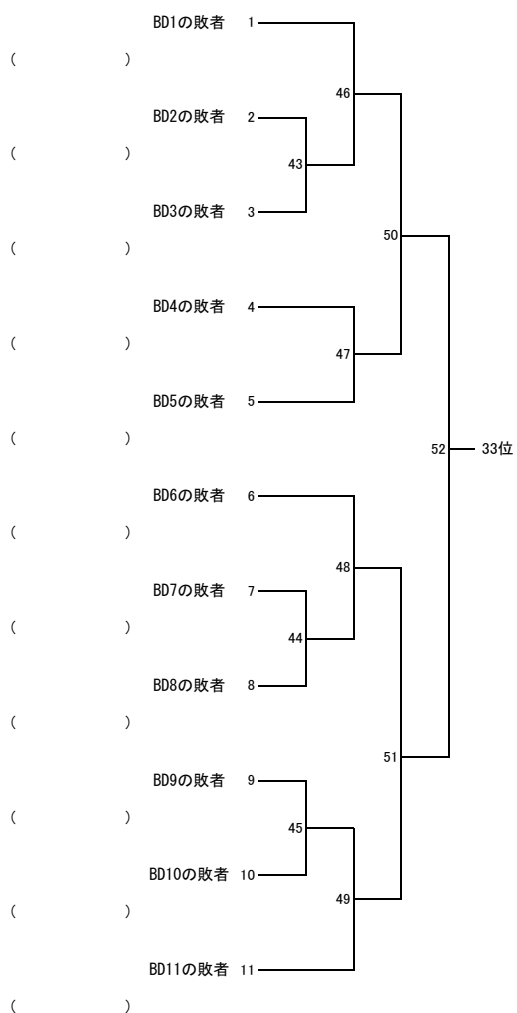 BD1の敗者 1
( )
46
BD2の敗者 2
( )
43
BD3の敗者 3
50
( )
BD4の敗者 4
( )
47
BD5の敗者 5
( )
52 33位
BD6の敗者 6
( )
48
BD7の敗者 7
( )
44
BD8の敗者 8
( )
51
BD9の敗者 9
( )
45
BD10の敗者 10
49
( )
BD11の敗者 11
( )